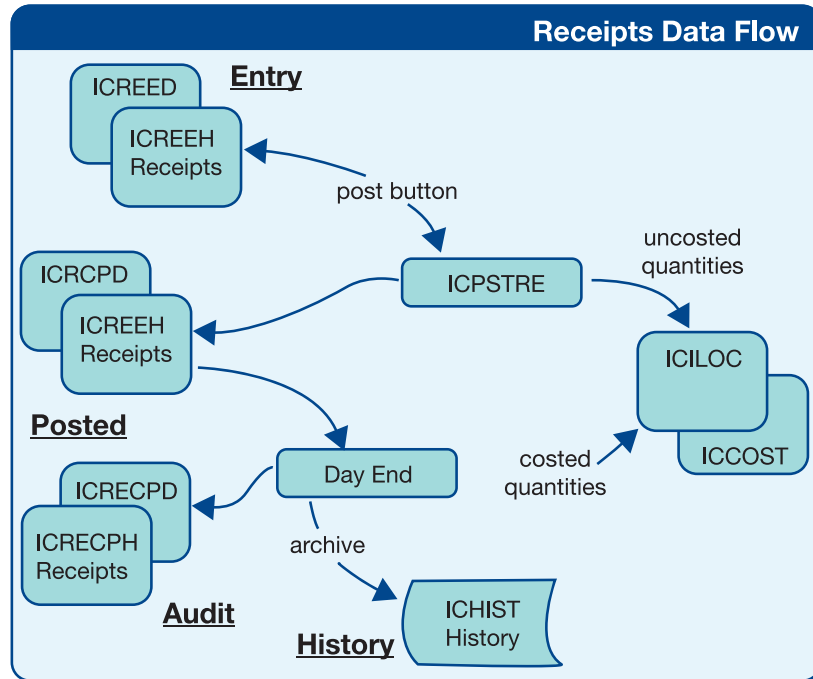 Receipts Data Flow
Entry
ICREED
ICREEH
Receipts
post button
uncosted
quantities
ICRCPD
ICREEH
Receipts
ICPSTRE
ICILOC
ICCOST
Posted
costed
quantities
Day End
ICRECPD
ICRECPH
Receipts
archive
Audit
ICHIST
History
History